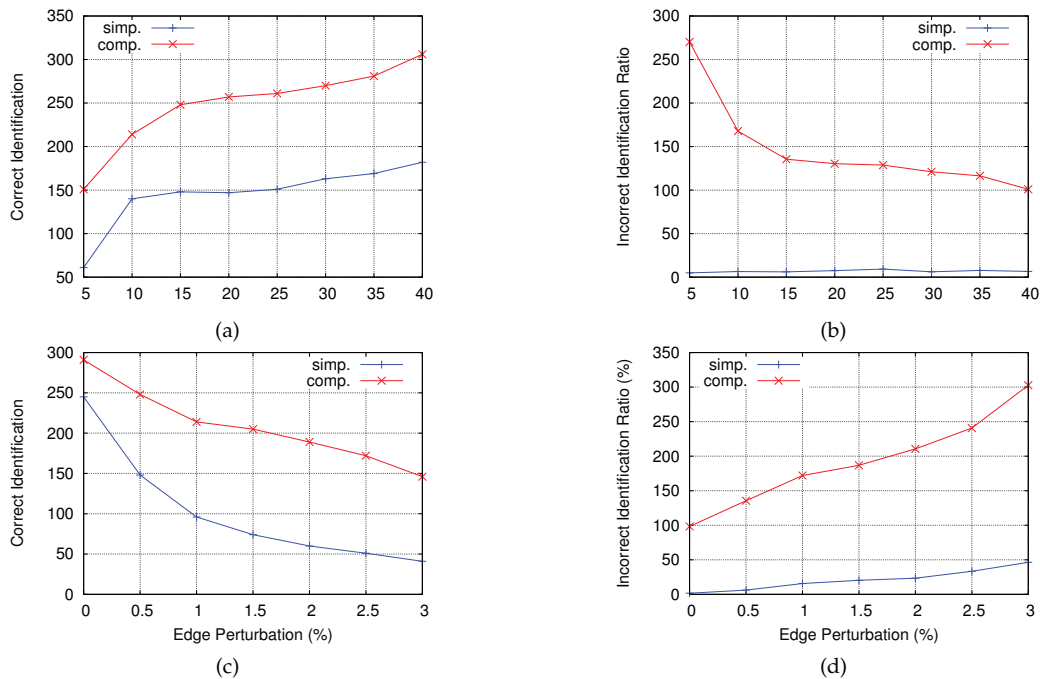 350
300
250
200
150
100
50
Correct Identification
simp.
comp.
5 10 15 20 25 30 35 40
(a)
300
250
200
150
100
50
0
Incorrect Identification Ratio
simp.
comp.
5 10 15 20 25 30 35 40
(b)
300
250
200
150
100
50
0
Correct Identification
simp.
comp.
0 0.5 1 1.5 2 2.5 3
Edge Perturbation (%)
(c)
350
300
250
200
150
100
50
0
Incorrect Identification Ratio (%)
simp.
comp.
0 0.5 1 1.5 2 2.5 3
Edge Perturbation (%)
(d)